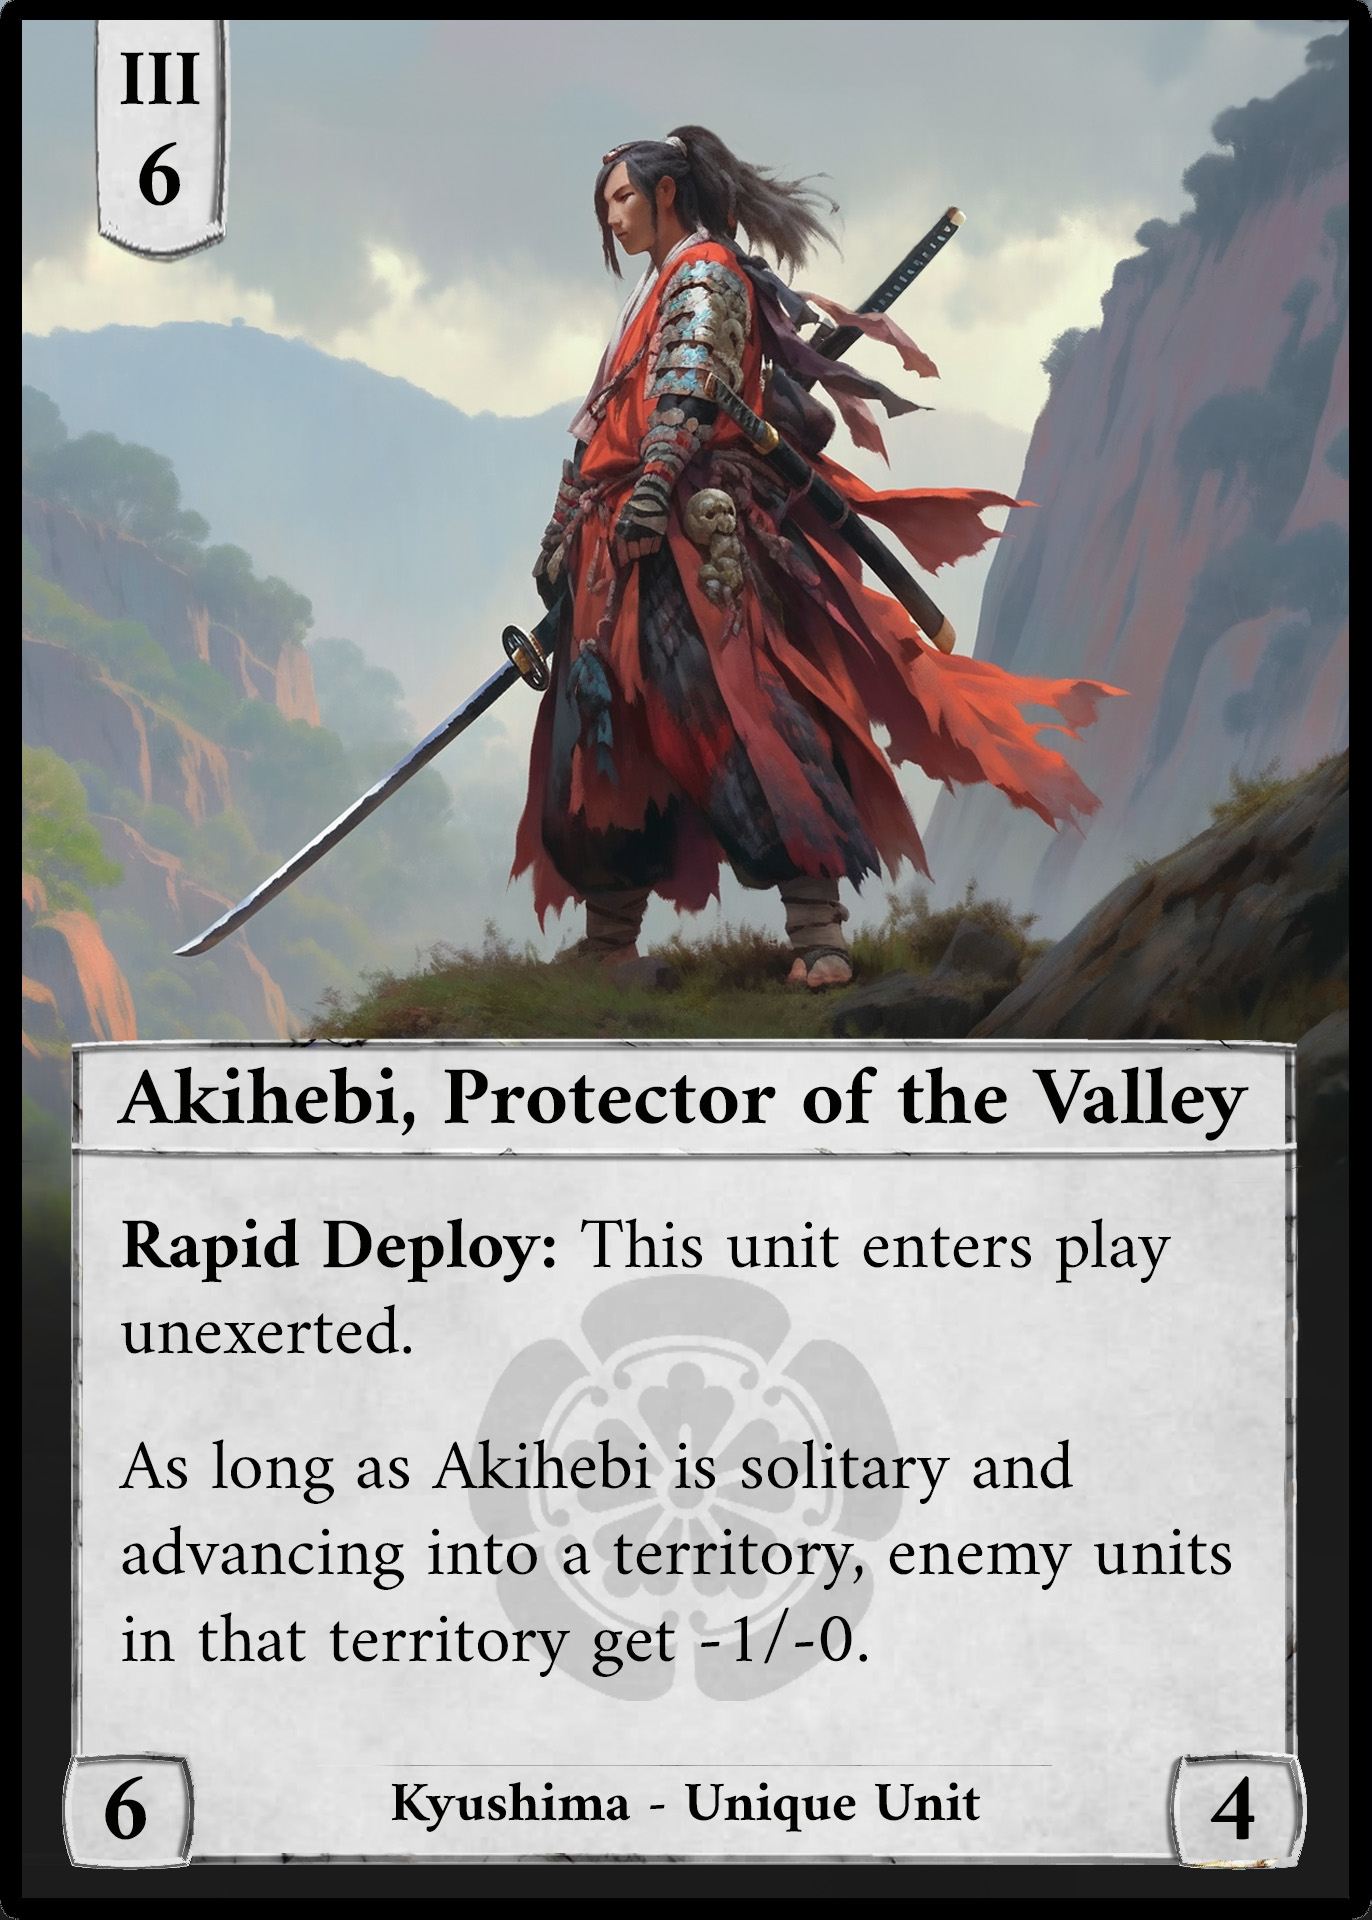 III
6
Akihebi, Protector of the Valley
Rapid Deploy: This unit enters play
unexerted.
As long as Akihebi is solitary and
advancing into a territory, enemy units
in that territory get -1/-0.
6
Kyushima - Unique Unit
4